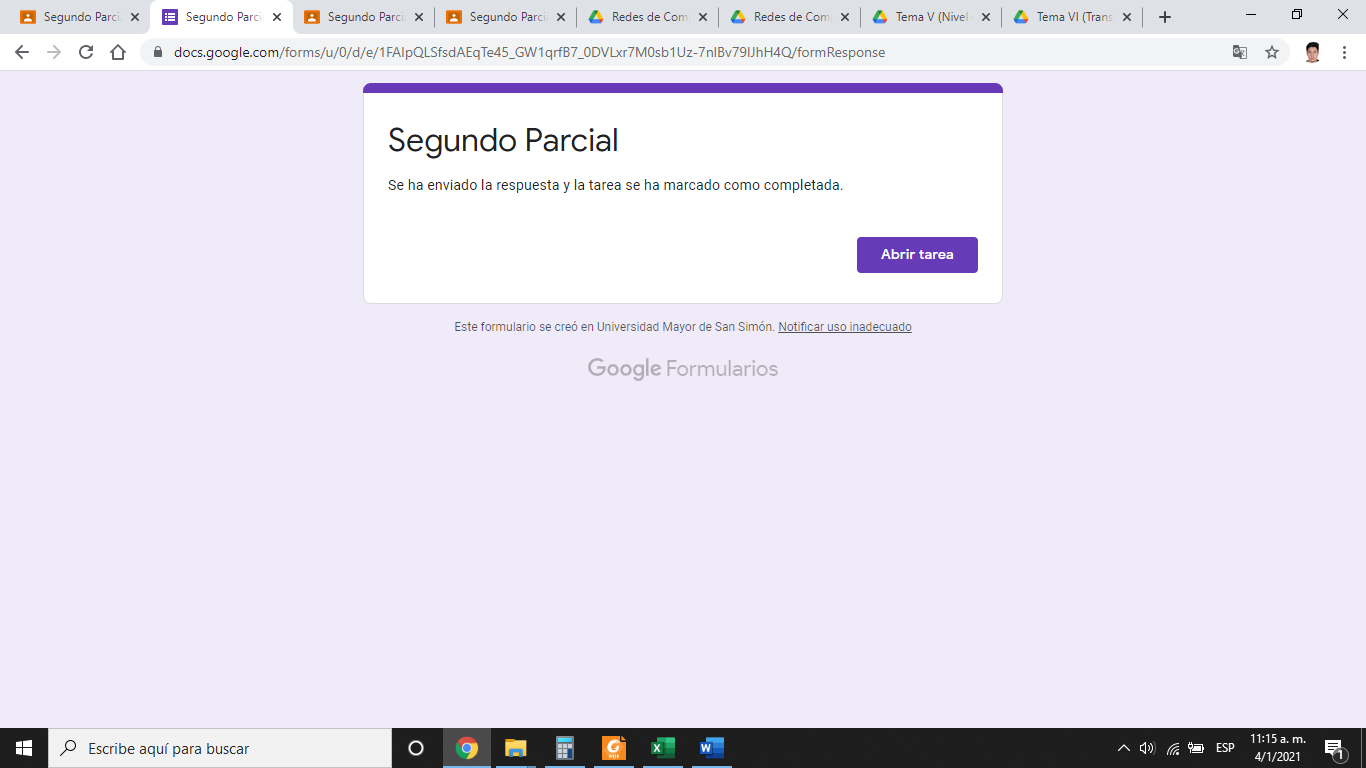 Segundo Parci
Segundo Parci
Segundo Parci
Segundo Parci
Redes de Com
Redes de Com
Tema V (Nivel
Tema VI (Trans
docs.google.com/forms/u/0/d/e/1FAIpQLSfsdAEqTe45_GW1qrfB7_0DVLxr7M0sb1Uz-7nIBv79IJhH4Q/formResponse
Segundo Parcial
Se ha enviado la respuesta y la tarea se ha marcado como completada.
Abrir tarea
Este formulario se creó en Universidad Mayor de San Simón. Notificar uso inadecuado
Google Formularios
Escribe aquí para buscar
ESP
11:15 a. m.
4/1/2021
1